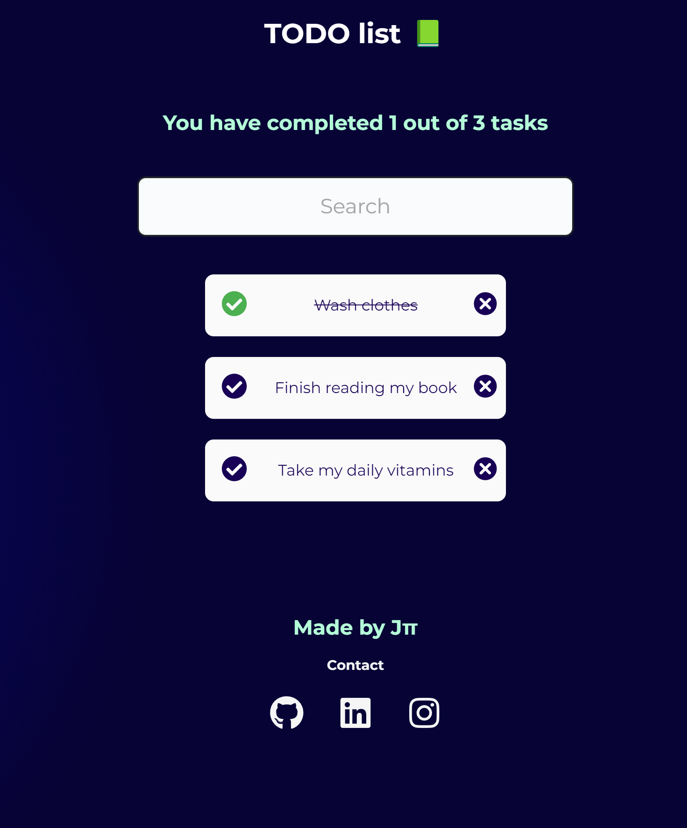 TODO list
You have completed 1 out of 3 tasks
Search
Wash clothes
Finish reading my book
Take my daily vitamins
Made by Jπ
Contact
in